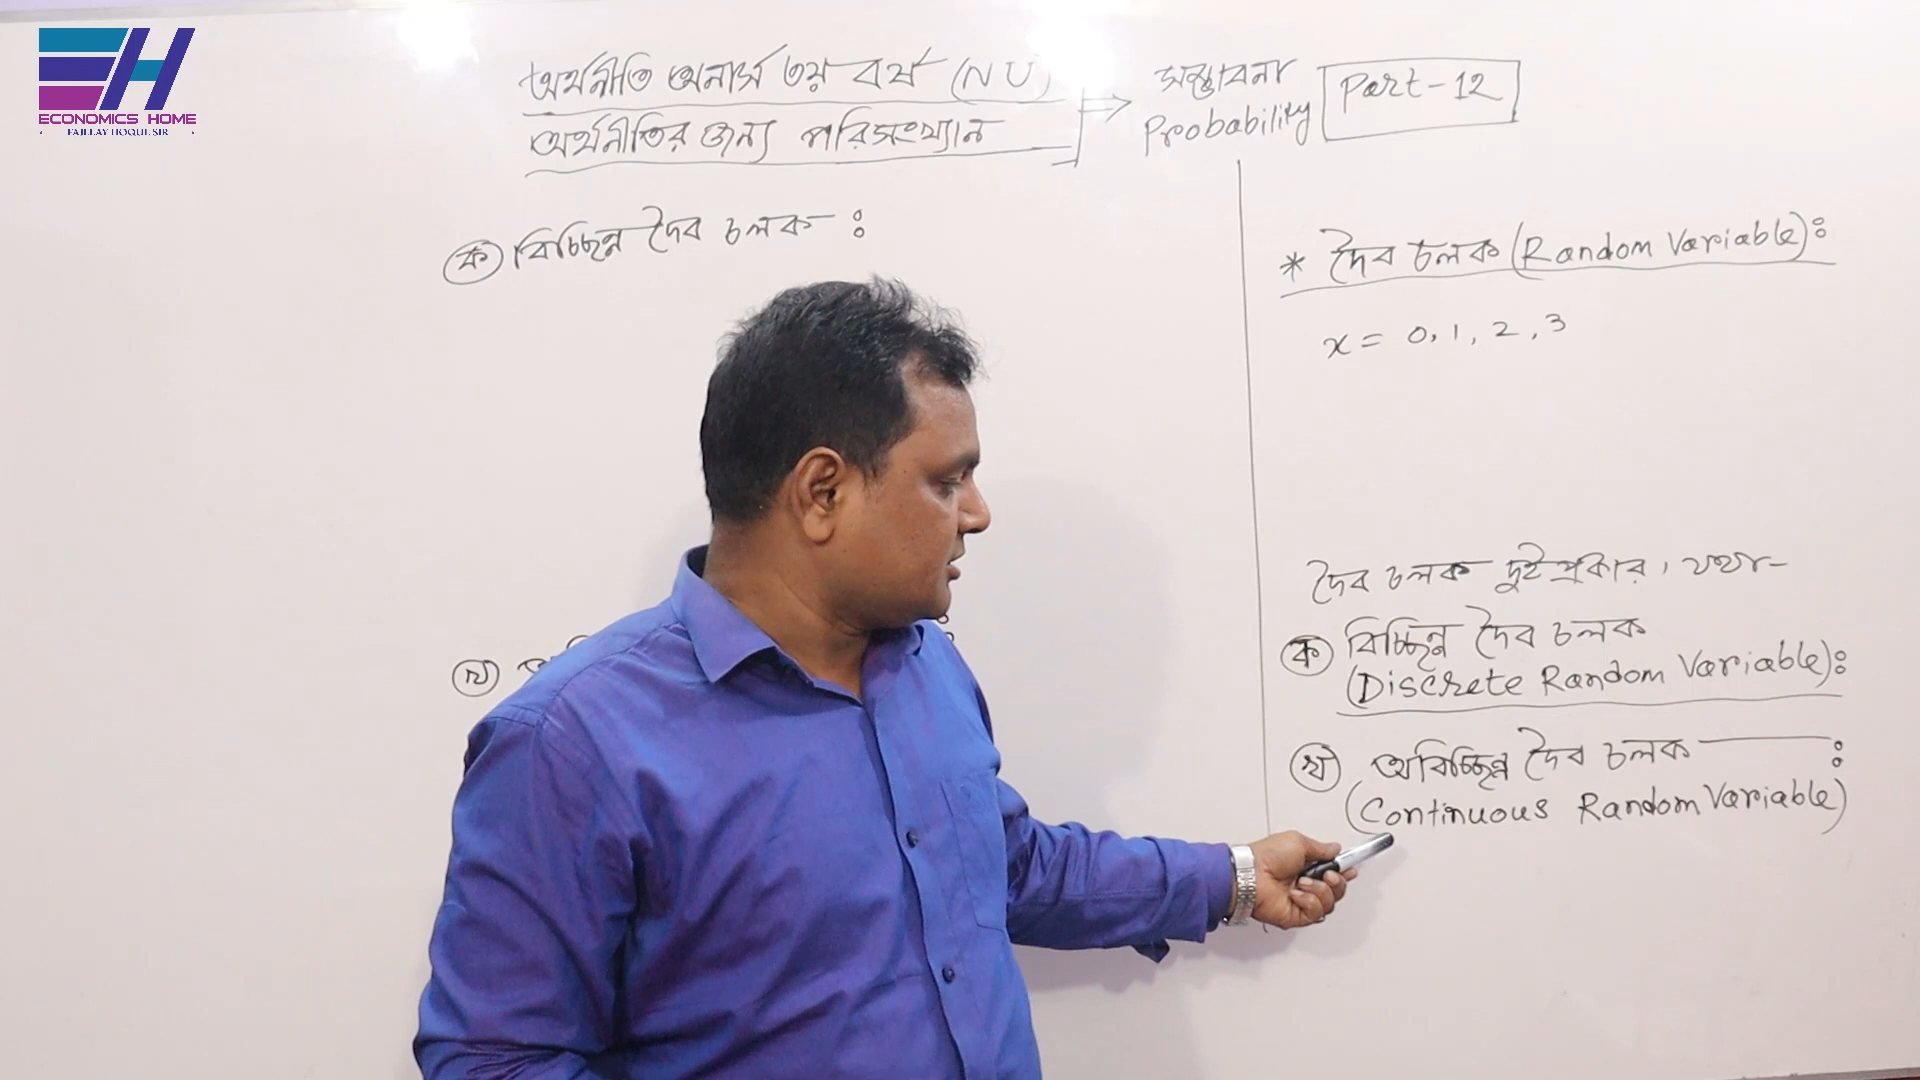 ECONOMICS HOME
FAJLLAY HOQUE SIR
অর্থনীতি অনার্স ৩য় বর্ষ (NU)
অর্থনীতির জন্য পরিসংখ্যান
সম্ভাবনা
Probability
Part-12
ক বিচ্ছিন্ন দৈব চলক :
খ
* দৈব চলক (Random Variable):
x = 0, 1, 2, 3
দৈব চলক দুই প্রকার, যথা-
ক বিচ্ছিন্ন দৈব চলক
(Discrete Random Variable):
খ অবিচ্ছিন্ন দৈব চলক :
(Continuous Random Variable)